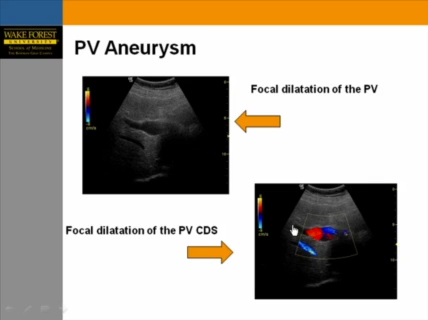 WAKE FOREST
UNIVERSITY
SCHOOL of MEDICINE
PV Aneurysm
Focal dilatation of the PV
Focal dilatation of the PV CDS